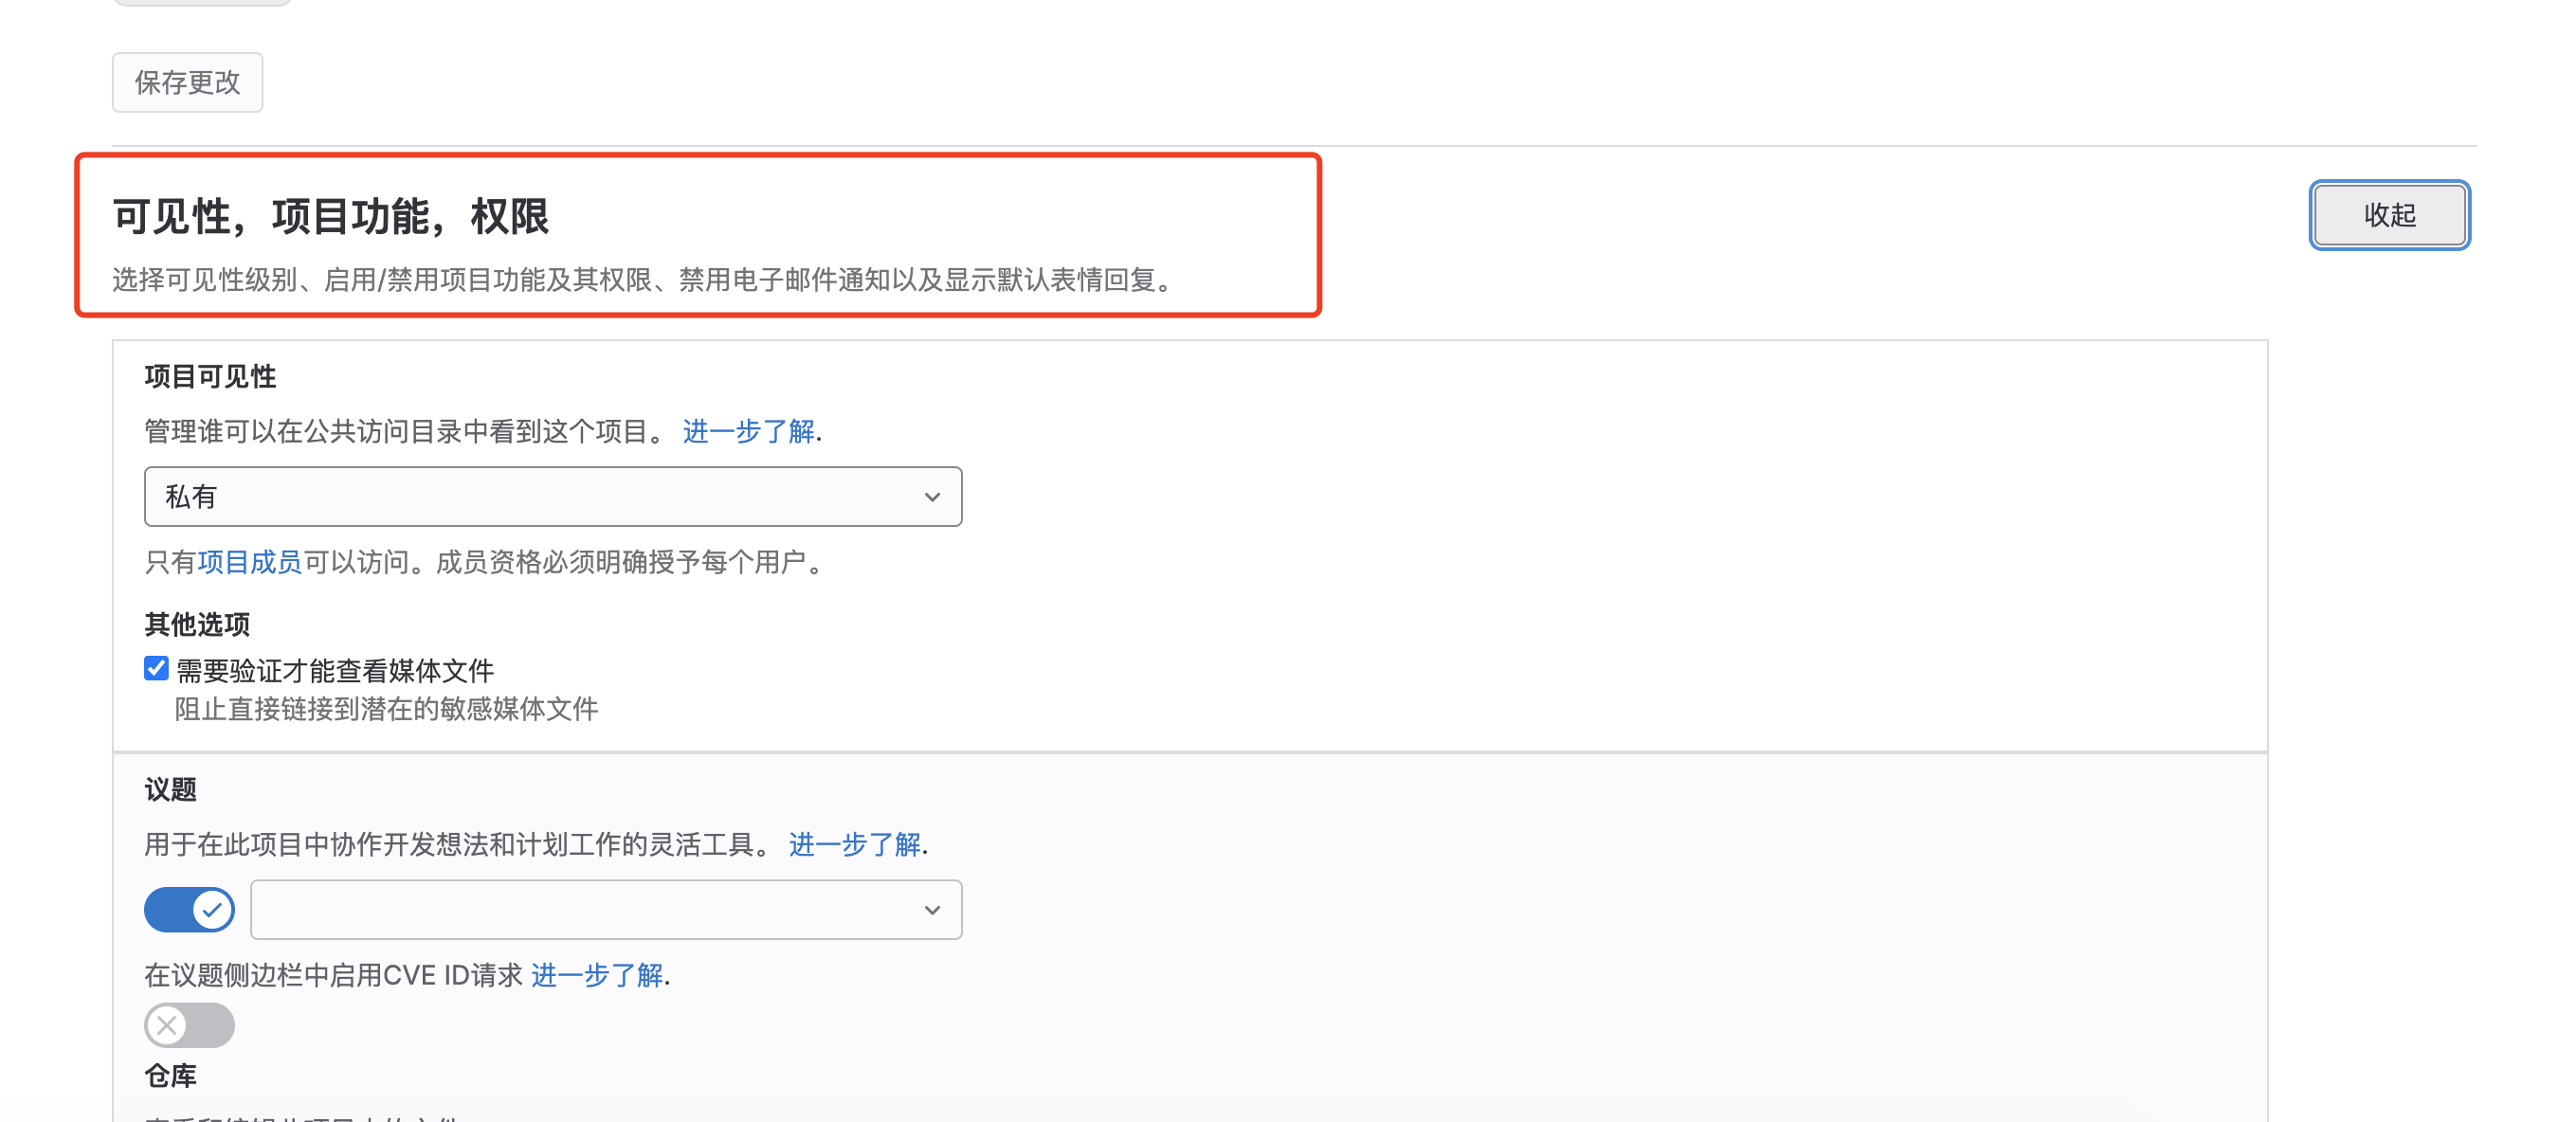 保存更改
可见性，项目功能，权限
收起
选择可见性级别、启用/禁用项目功能及其权限、禁用电子邮件通知以及显示默认表情回复。
项目可见性
管理谁可以在公共访问目录中看到这个项目。 进一步了解.
私有
只有项目成员可以访问。成员资格必须明确授予每个用户。
其他选项
需要验证才能查看媒体文件
阻止直接链接到潜在的敏感媒体文件
议题
用于在此项目中协作开发想法和计划工作的灵活工具。 进一步了解.
在议题侧边栏中启用CVE ID请求 进一步了解.
仓库